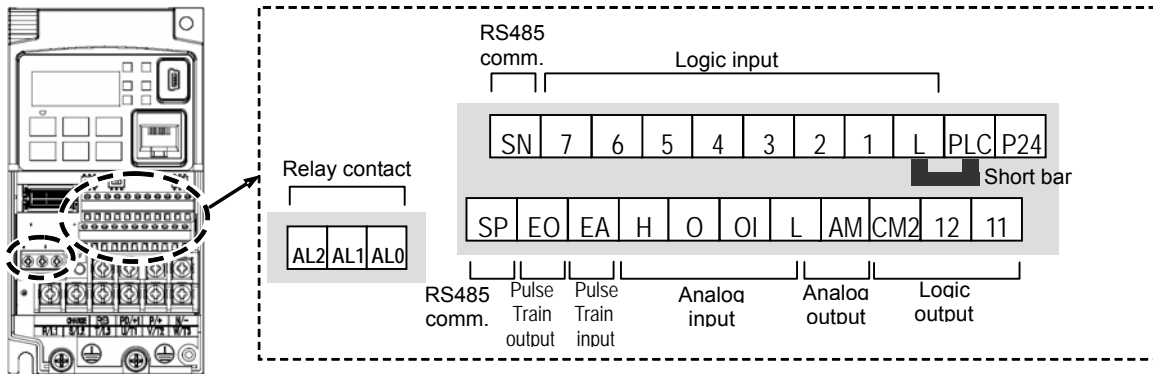 RS485
comm.
Logic input
SN 7 6 5 4 3 2 1 L PLC P24
Short bar
Relay contact
AL2 AL1 AL0
SP EO EA H O OI L AM CM2 12 11
RS485
comm.
Pulse
Train
output
Pulse
Train
input
Analog
input
Analog
output
Logic
output
CHARGE RB PD/+1 P/+ N/-
R/L1 S/L2 T/L3 U/T1 V/T2 W/T3